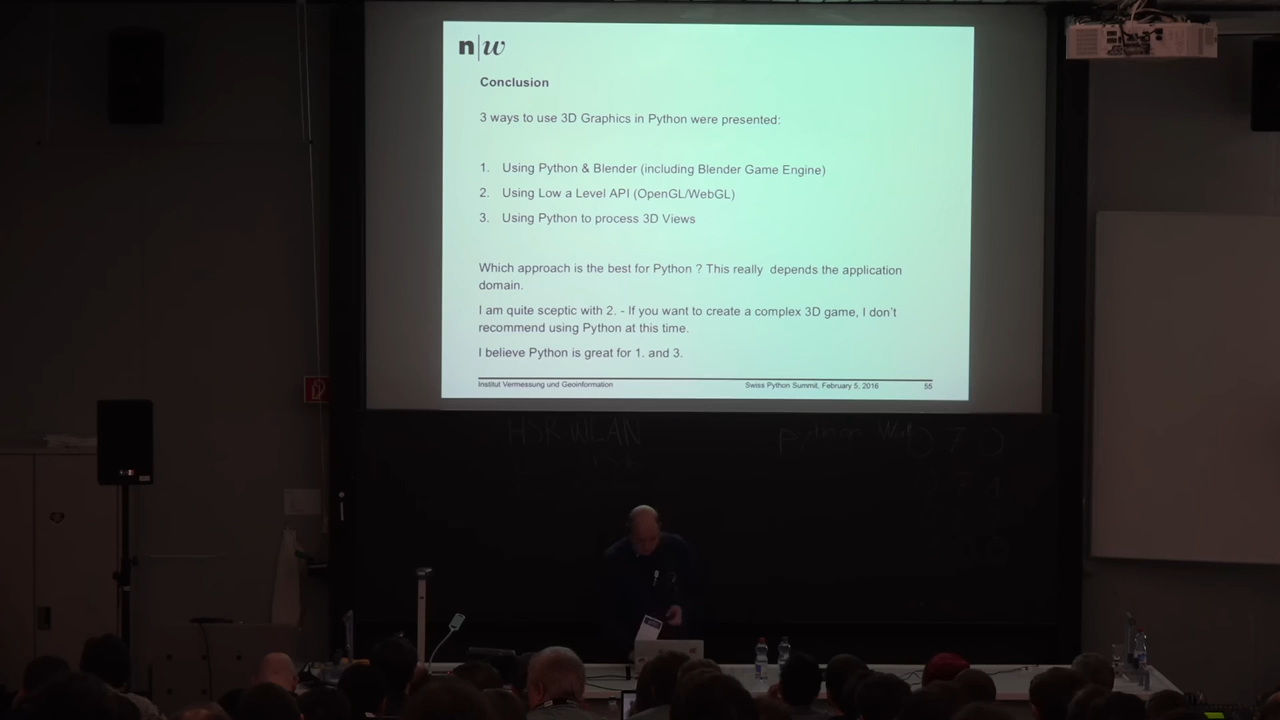 n|w
Conclusion
3 ways to use 3D Graphics in Python were presented:
1. Using Python & Blender (including Blender Game Engine)
2. Using Low a Level API (OpenGL/WebGL)
3. Using Python to process 3D Views
Which approach is the best for Python ? This really depends the application
domain.
I am quite sceptic with 2. - If you want to create a complex 3D game, I don't
recommend using Python at this time.
I believe Python is great for 1. and 3.
Institut Vermessung und Geoinformation Swiss Python Summit, February 5, 2016 55
HSR-WLAN python